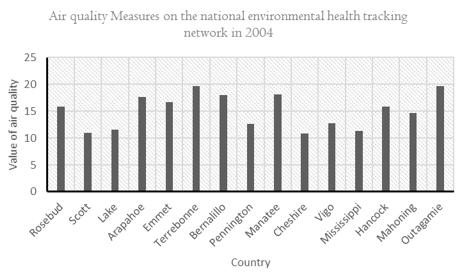 Air quality Measures on the national environmental health tracking
network in 2004
Value of air quality
25
20
15
10
5
0
Rosebud
Scott
Lake
Arapahoe
Emmet
Terrebonne
Bernalillo
Pennington
Manatee
Cheshire
Vigo
Mississippi
Hancock
Mahoning
Outagamie
Country